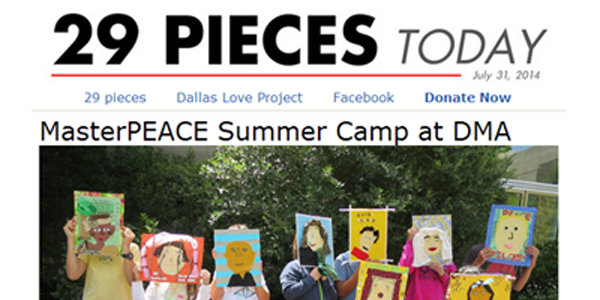 29 PIECES TODAY
July 31, 2014
29 pieces Dallas Love Project Facebook Donate Now
MasterPEACE Summer Camp at DMA
PEACE